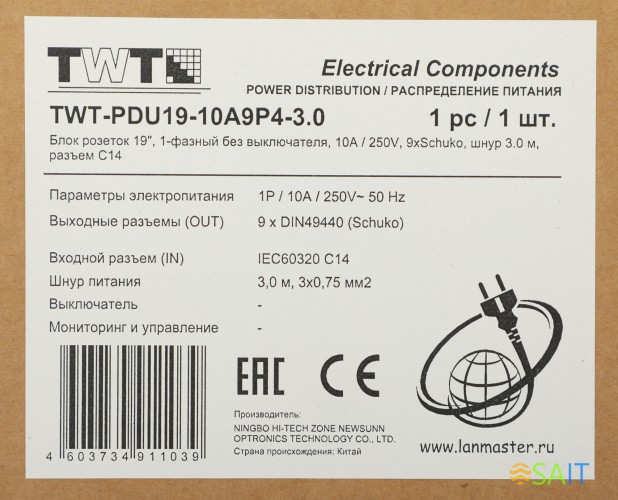 TWT
Electrical Components
POWER DISTRIBUTION / РАСПРЕДЕЛЕНИЕ ПИТАНИЯ
TWT-PDU19-10A9P4-3.0 1 pc / 1 шт.
Блок розеток 19", 1-фазный без выключателя, 10A / 250V, 9xSchuko, шнур 3.0 м,
разъем C14
Параметры электропитания 1P / 10A / 250V~ 50 Hz
Выходные разъемы (OUT) 9 x DIN49440 (Schuko)
Входной разъем (IN) IEC60320 C14
Шнур питания 3,0 м, 3x0,75 мм2
Выключатель -
Мониторинг и управление -
EAC CE
Производитель:
NINGBO HI-TECH ZONE NEWSUNN
OPTRONICS TECHNOLOGY CO., LTD.
Страна происхождения: Китай
4 603734 911039
www.lanmaster.ru
SAIT